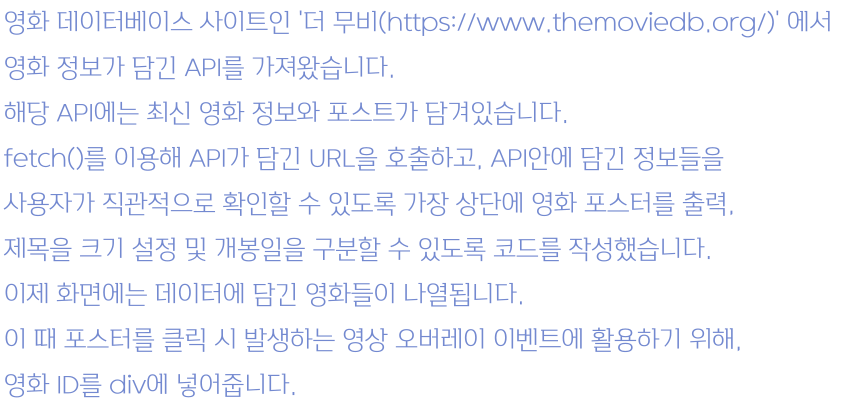 영화 데이터베이스 사이트인 '더 무비(https://www.themoviedb.org/)' 에서
영화 정보가 담긴 API를 가져왔습니다.
해당 API에는 최신 영화 정보와 포스트가 담겨있습니다.
fetch()를 이용해 API가 담긴 URL을 호출하고, API안에 담긴 정보들을
사용자가 직관적으로 확인할 수 있도록 가장 상단에 영화 포스터를 출력,
제목을 크기 설정 및 개봉일을 구분할 수 있도록 코드를 작성했습니다.
이제 화면에는 데이터에 담긴 영화들이 나열됩니다.
이 때 포스터를 클릭 시 발생하는 영상 오버레이 이벤트에 활용하기 위해,
영화 ID를 div에 넣어줍니다.